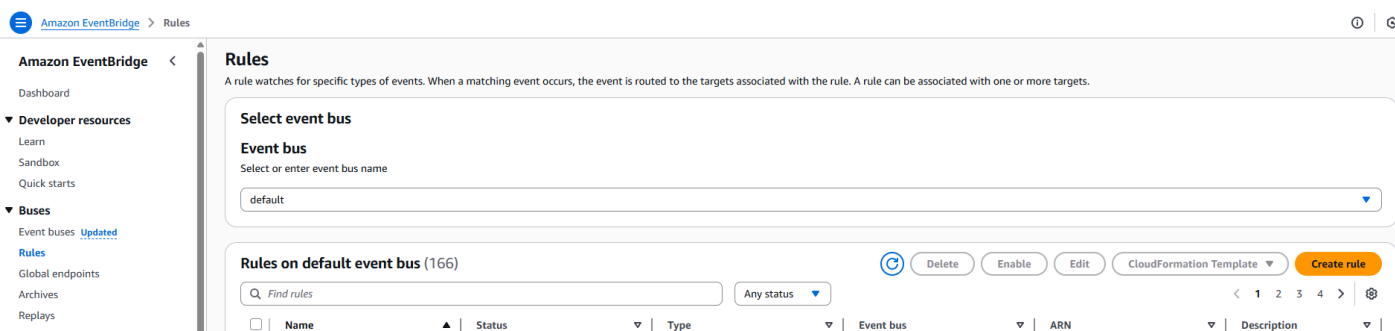 Amazon EventBridge > Rules
Amazon EventBridge
Dashboard
Developer resources
Learn
Sandbox
Quick starts
Buses
Event buses Updated
Rules
Global endpoints
Archives
Replays
Rules
A rule watches for specific types of events. When a matching event occurs, the event is routed to the targets associated with the rule. A rule can be associated with one or more targets.
Select event bus
Event bus
Select or enter event bus name
default
Rules on default event bus (166)
Delete
Enable
Edit
CloudFormation Template
Create rule
Find rules
Any status
1 2 3 4
Name Status Type Event bus ARN Description